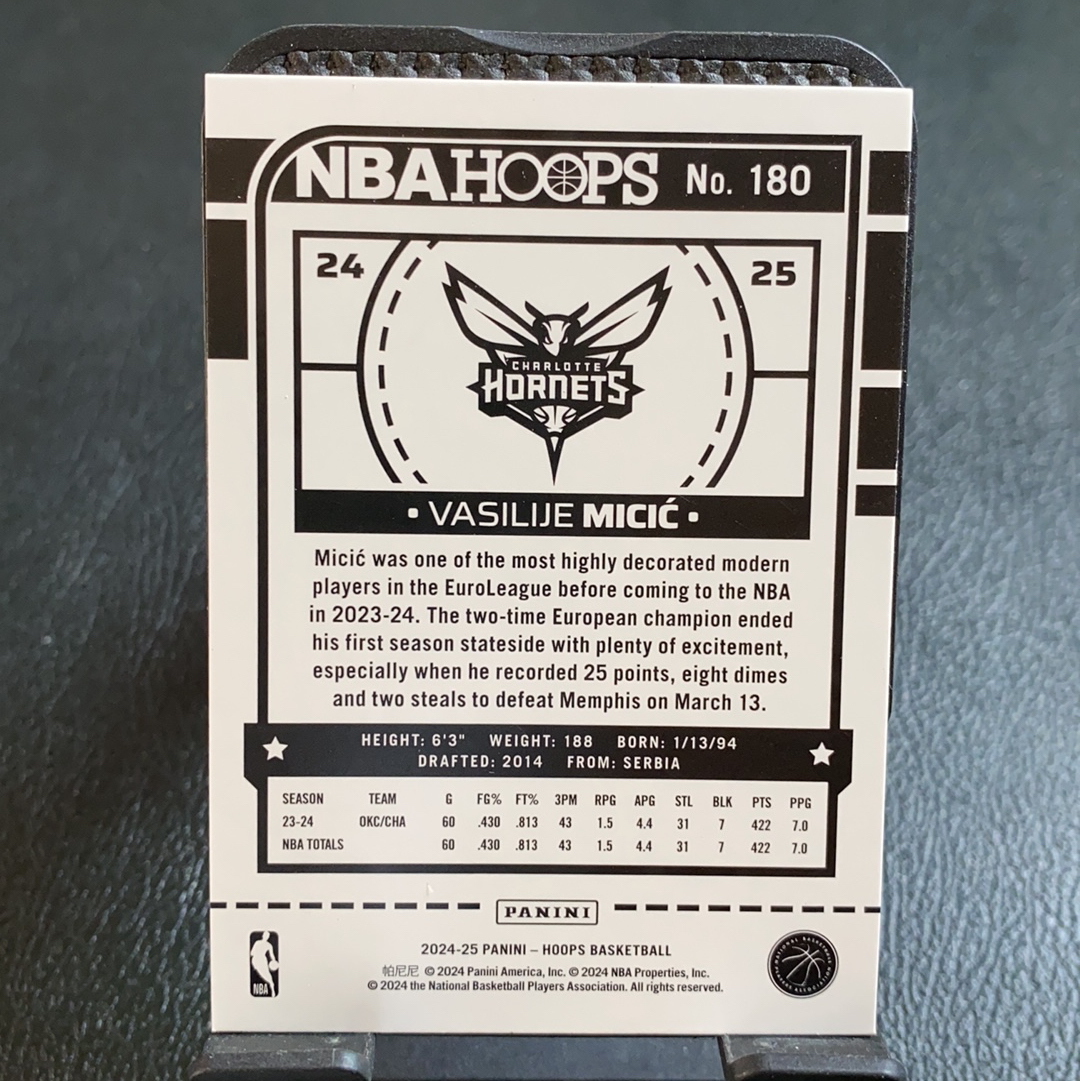 NBA HOOPS No. 180
24 25
CHARLOTTE
HORNETS
• VASILIJE MICIĆ •
Micić was one of the most highly decorated modern
players in the EuroLeague before coming to the NBA
in 2023-24. The two-time European champion ended
his first season stateside with plenty of excitement,
especially when he recorded 25 points, eight dimes
and two steals to defeat Memphis on March 13.
HEIGHT: 6'3" WEIGHT: 188 BORN: 1/13/94
DRAFTED: 2014 FROM: SERBIA
SEASON TEAM G FG% FT% 3PM RPG APG STL BLK PTS PPG
23-24 OKC/CHA 60 .430 .813 43 1.5 4.4 31 7 422 7.0
NBA TOTALS 60 .430 .813 43 1.5 4.4 31 7 422 7.0
PANINI
2024-25 PANINI – HOOPS BASKETBALL
帕尼尼 © 2024 Panini America, Inc. © 2024 NBA Properties, Inc.
© 2024 the National Basketball Players Association. All rights reserved.
NBA
NATIONAL BASKETBALL
PLAYERS ASSOCIATION